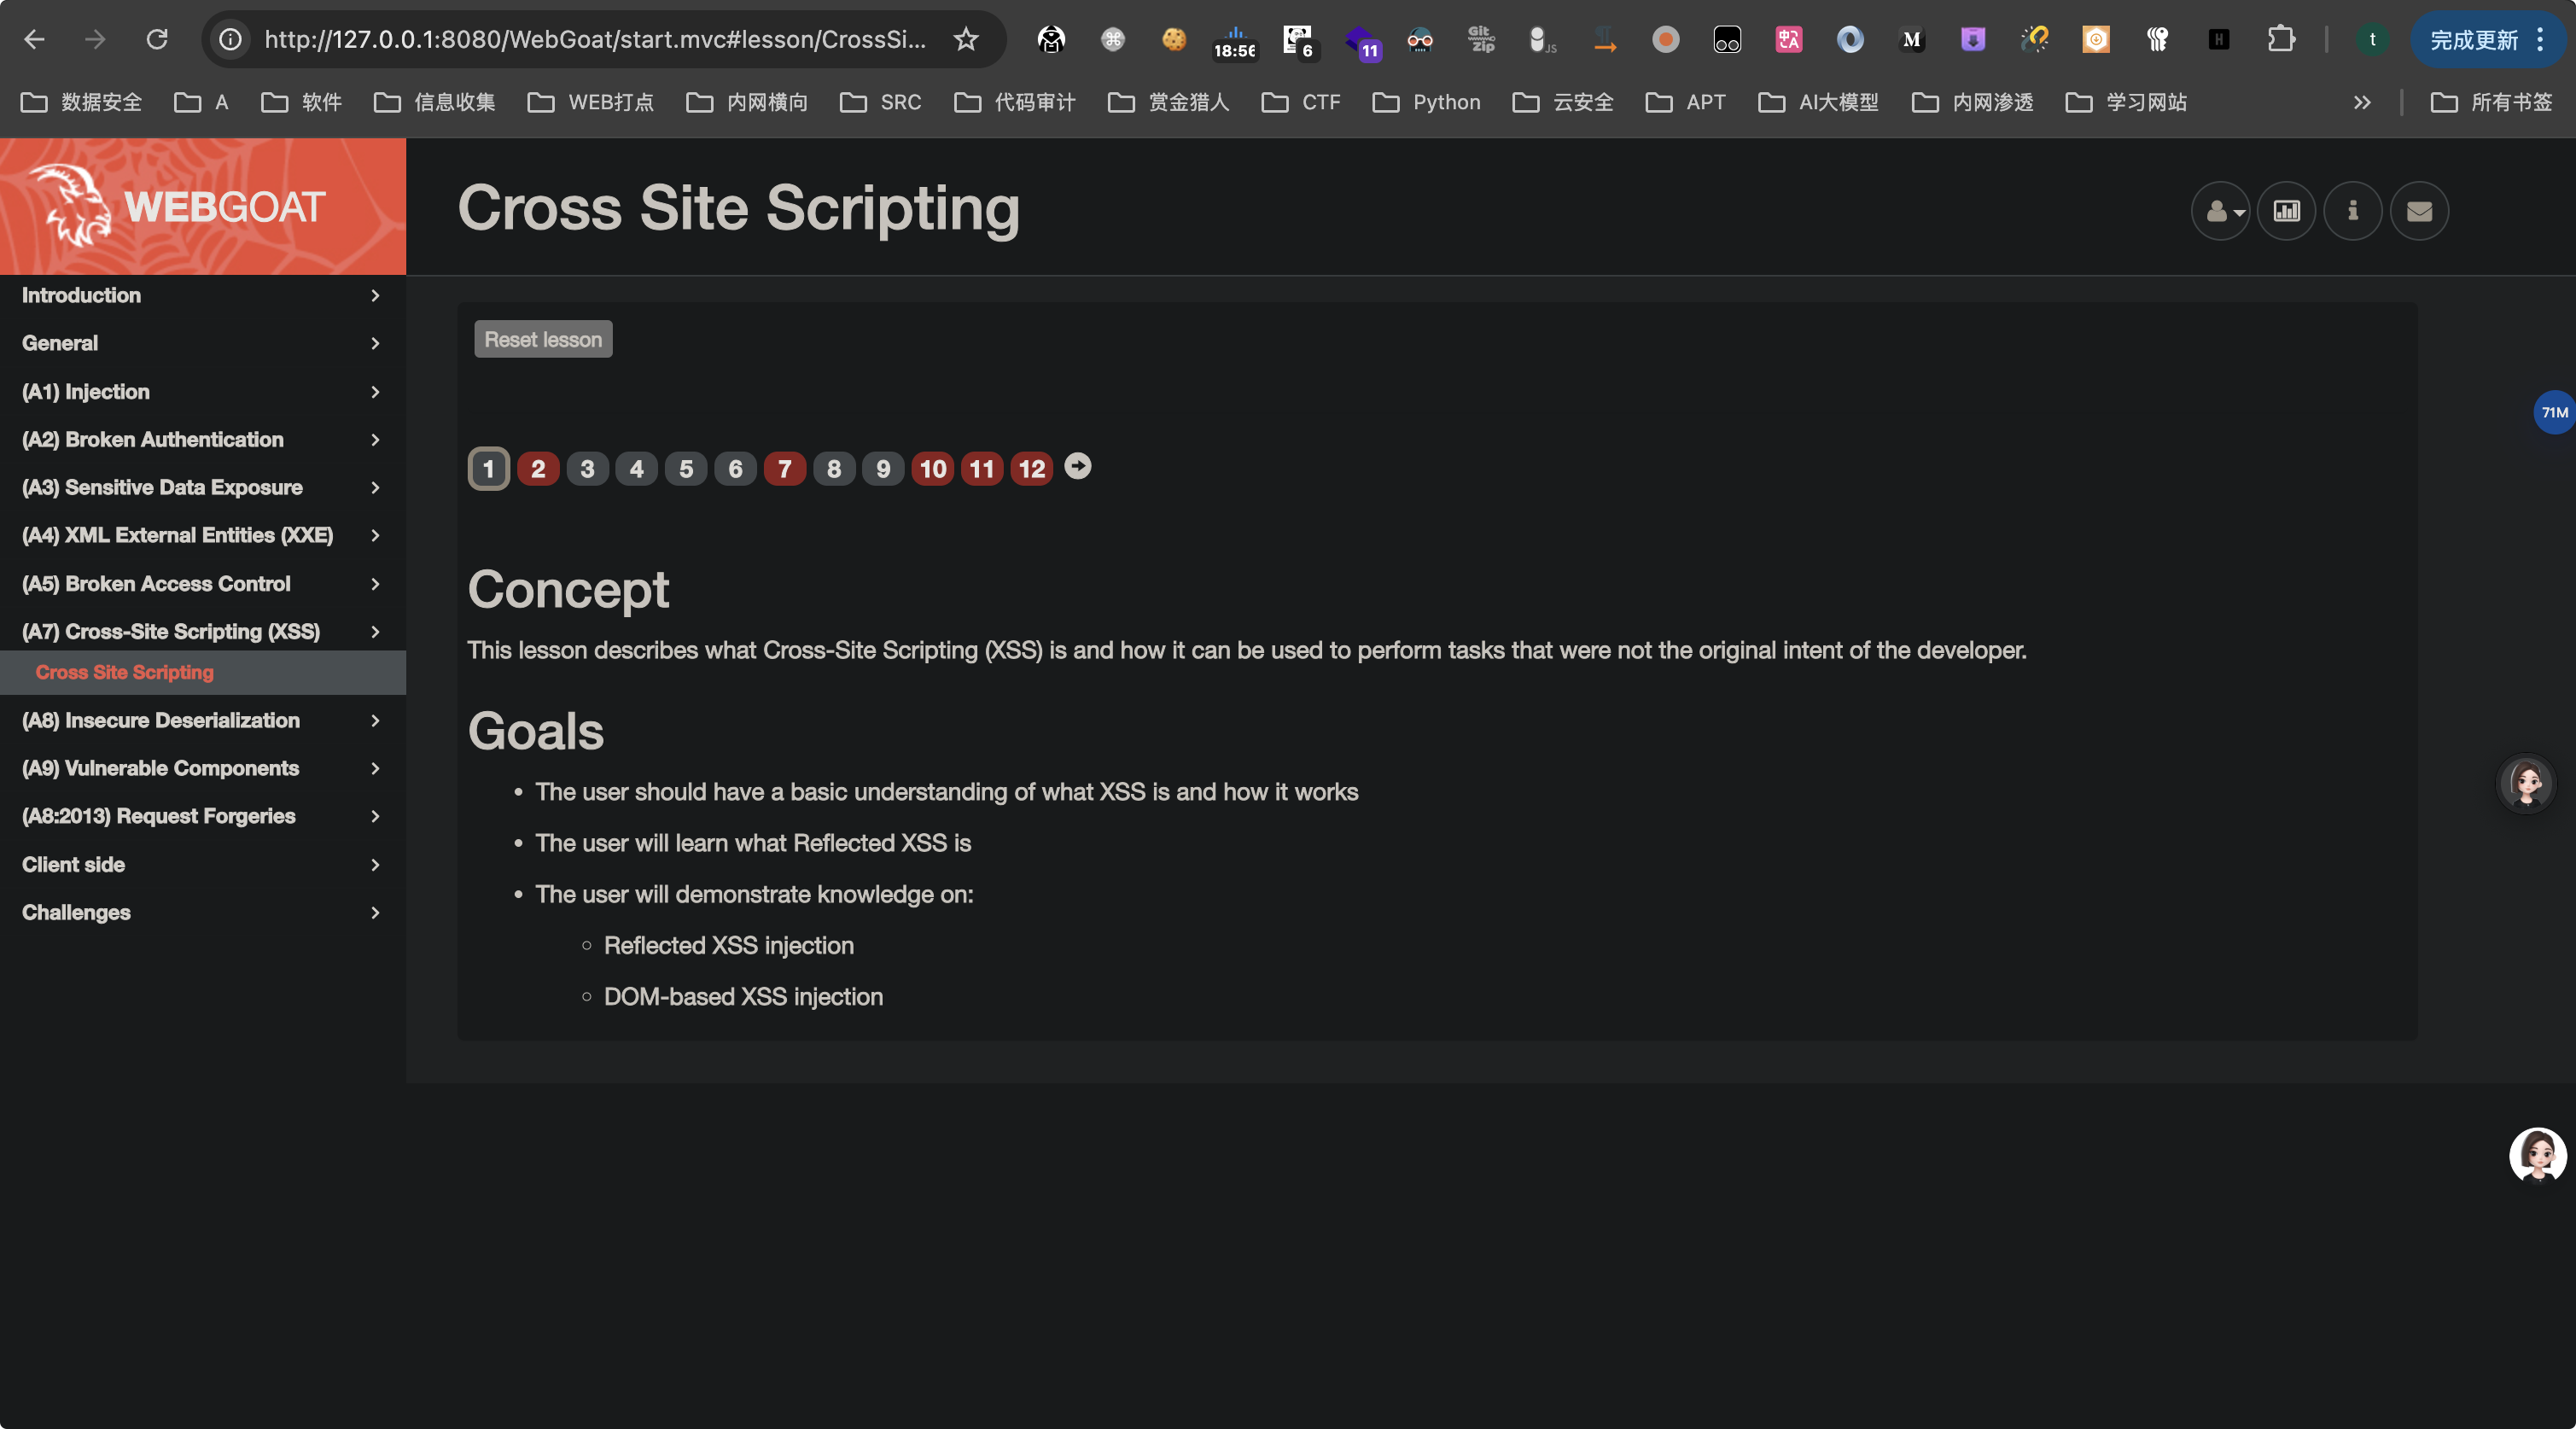 http://127.0.0.1:8080/WebGoat/start.mvc#lesson/CrossSi...
18:56
6
11
Git
Zip
JS
中
A
M
H
t
完成更新
数据安全
A
软件
信息收集
WEB打点
内网横向
SRC
代码审计
赏金猎人
CTF
Python
云安全
APT
AI大模型
内网渗透
学习网站
所有书签
WEBGOAT
Cross Site Scripting
Introduction
General
(A1) Injection
(A2) Broken Authentication
(A3) Sensitive Data Exposure
(A4) XML External Entities (XXE)
(A5) Broken Access Control
(A7) Cross-Site Scripting (XSS)
Cross Site Scripting
(A8) Insecure Deserialization
(A9) Vulnerable Components
(A8:2013) Request Forgeries
Client side
Challenges
Reset lesson
1 2 3 4 5 6 7 8 9 10 11 12
Concept
This lesson describes what Cross-Site Scripting (XSS) is and how it can be used to perform tasks that were not the original intent of the developer.
Goals
The user should have a basic understanding of what XSS is and how it works
The user will learn what Reflected XSS is
The user will demonstrate knowledge on:
Reflected XSS injection
DOM-based XSS injection
71M